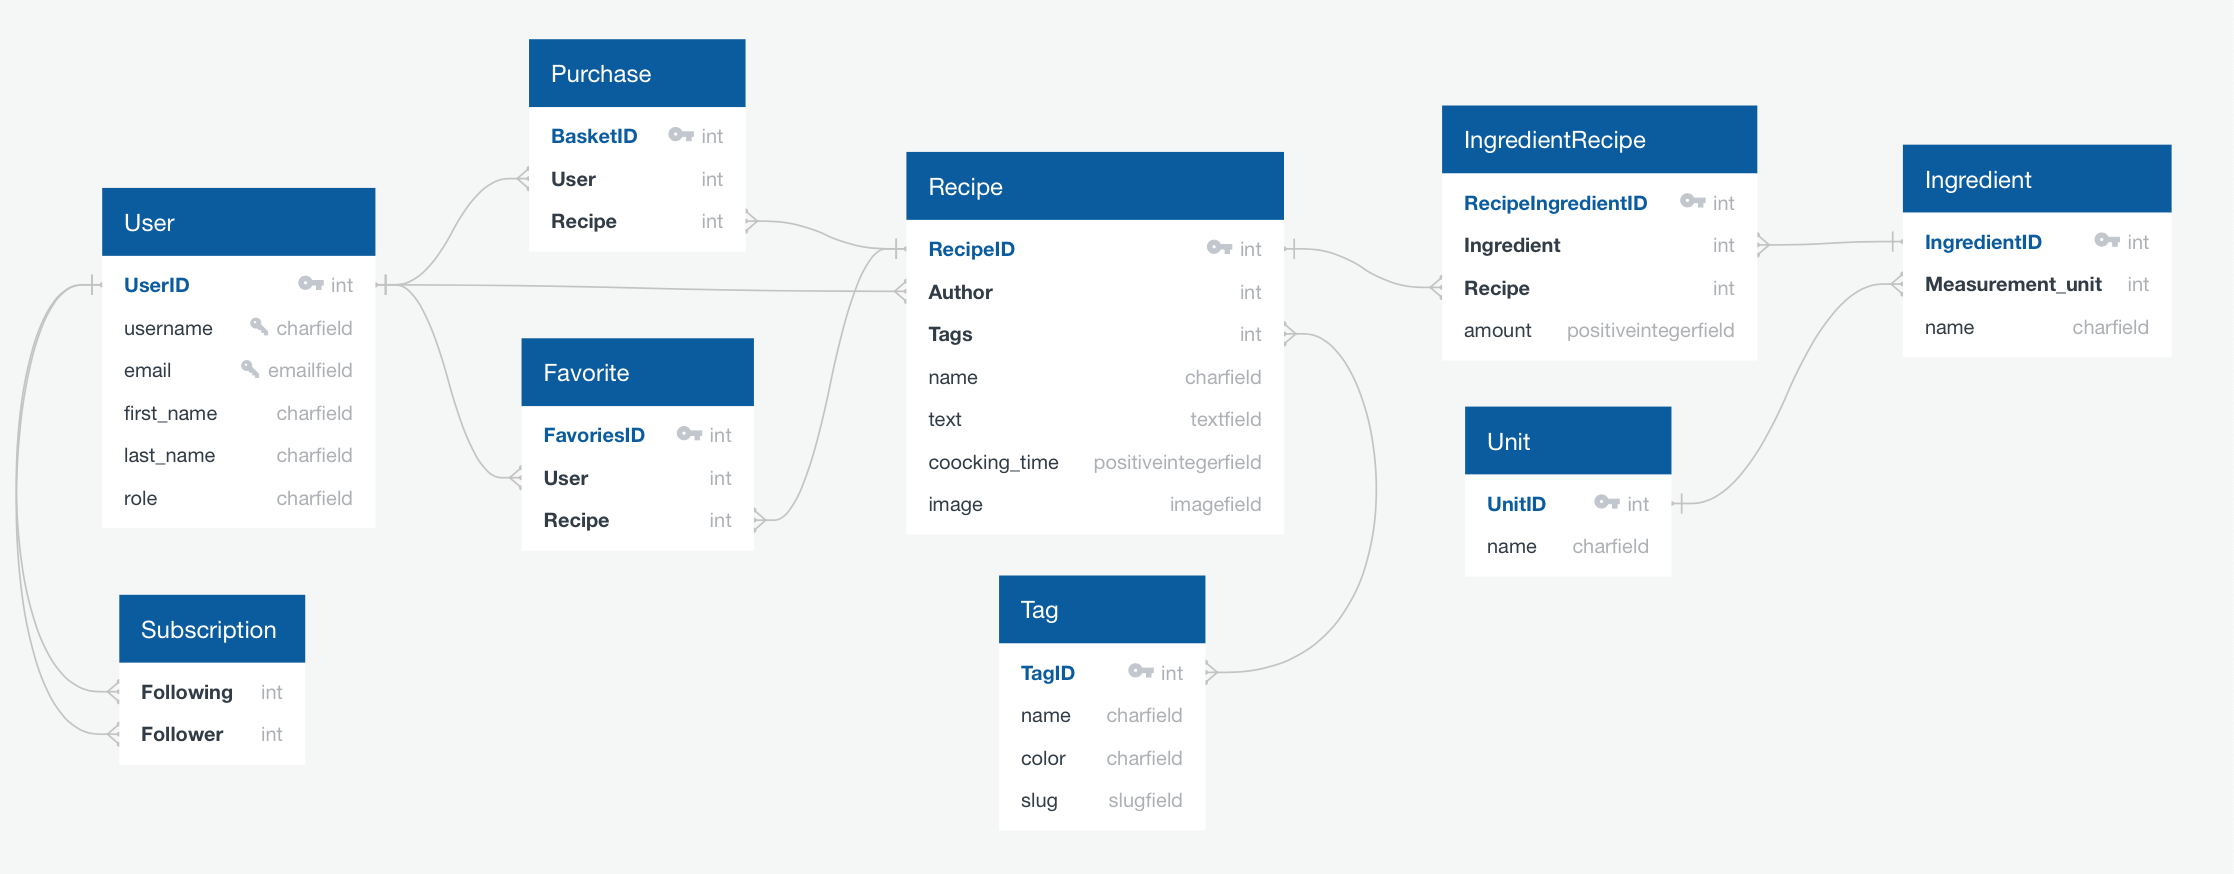 Purchase
BasketID int
User int
Recipe int
User
UserID int
username charfield
email emailfield
first_name charfield
last_name charfield
role charfield
Favorite
FavoriesID int
User int
Recipe int
Subscription
Following int
Follower int
Recipe
RecipeID int
Author int
Tags int
name charfield
text textfield
coocking_time positiveintegerfield
image imagefield
Tag
TagID int
name charfield
color charfield
slug slugfield
IngredientRecipe
RecipeIngredientID int
Ingredient int
Recipe int
amount positiveintegerfield
Unit
UnitID int
name charfield
Ingredient
IngredientID int
Measurement_unit int
name charfield